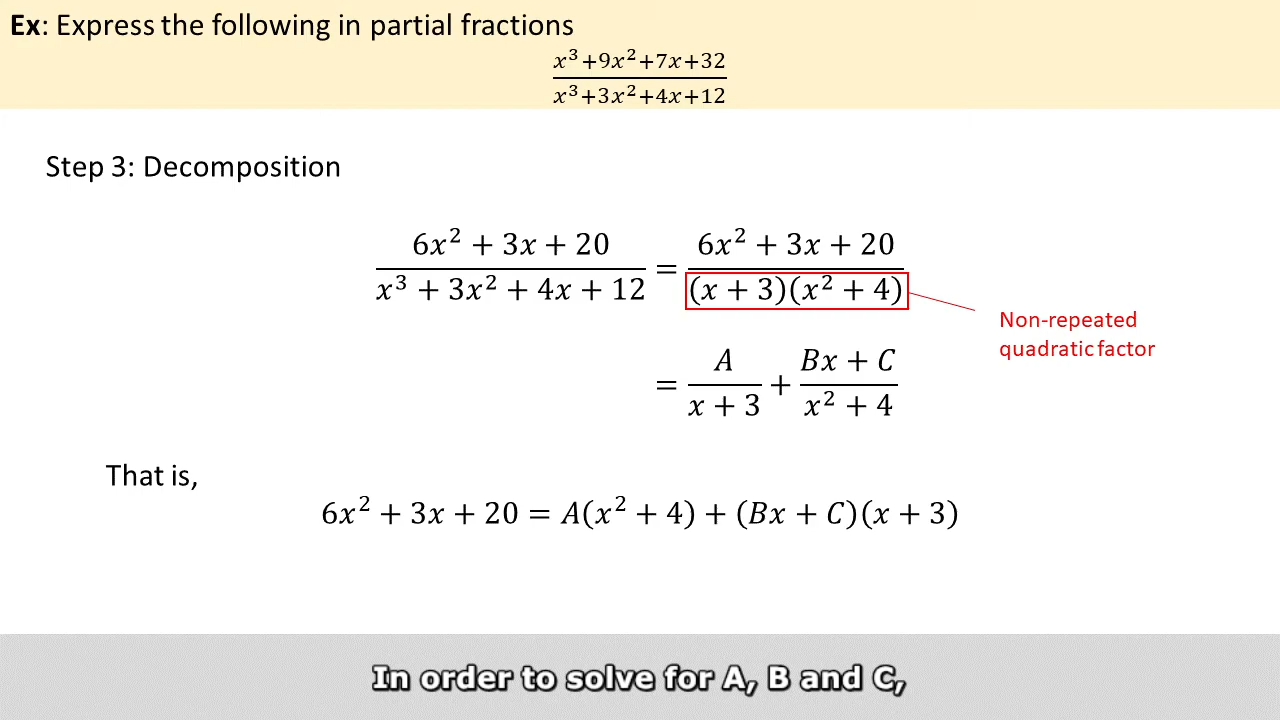 Ex: Express the following in partial fractions
x³+9x²+7x+32
x³+3x²+4x+12
Step 3: Decomposition
6x² + 3x + 20
x³ + 3x² + 4x + 12
=
6x² + 3x + 20
(x + 3)(x² + 4)
Non-repeated
quadratic factor
= A/(x + 3) + (Bx + C)/(x² + 4)
That is,
6x² + 3x + 20 = A(x² + 4) + (Bx + C)(x + 3)
In order to solve for A, B and C,